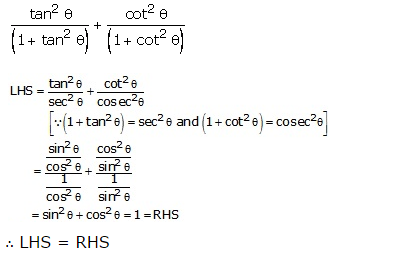 tan² θ/(1 + tan² θ) + cot² θ/(1 + cot² θ)
LHS = tan² θ/sec² θ + cot² θ/cosec² θ
[∵ (1 + tan² θ) = sec² θ and (1 + cot² θ) = cosec² θ]
= (sin² θ/cos² θ)/(1/cos² θ) + (cos² θ/sin² θ)/(1/sin² θ)
= sin² θ + cos² θ = 1 = RHS
∴ LHS = RHS